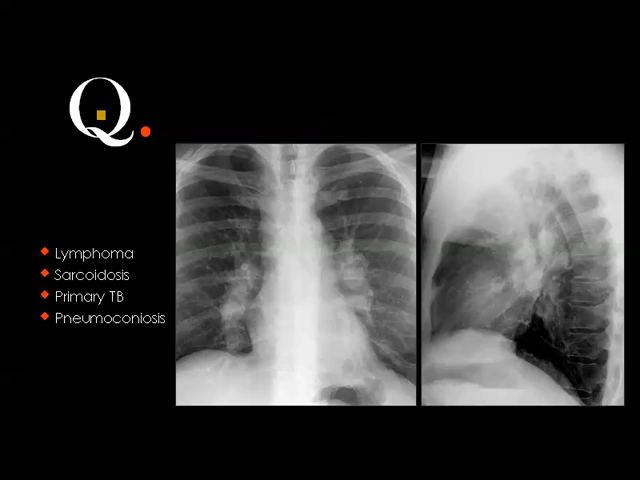 Q.
Lymphoma
Sarcoidosis
Primary TB
Pneumoconiosis